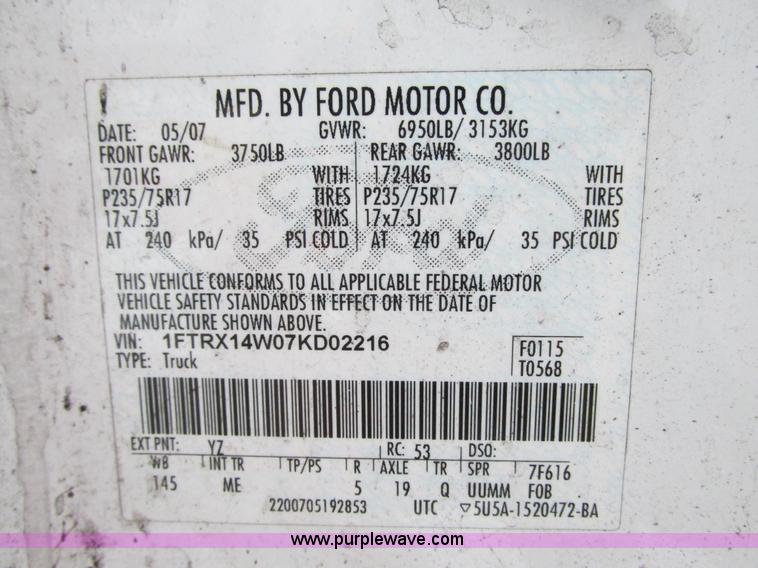 MFD. BY FORD MOTOR CO.
DATE: 05/07 GVWR: 6950LB/ 3153KG
FRONT GAWR: 3750LB REAR GAWR: 3800LB
1701KG WITH 1724KG WITH
P235/75R17 TIRES P235/75R17 TIRES
17x7.5J RIMS 17x7.5J RIMS
AT 240 kPa/ 35 PSI COLD AT 240 kPa/ 35 PSI COLD
Ford
THIS VEHICLE CONFORMS TO ALL APPLICABLE FEDERAL MOTOR
VEHICLE SAFETY STANDARDS IN EFFECT ON THE DATE OF
MANUFACTURE SHOWN ABOVE.
VIN: 1FTRX14W07KD02216 F0115
TYPE: Truck T0568
EXT PNT: YZ RC: 53 DSO:
WB INT TR TP/PS R AXLE TR SPR 7F616
145 ME 5 19 Q UUMM FOB
2200705192853 UTC ▽5U5A-1520472-BA
www.purplewave.com